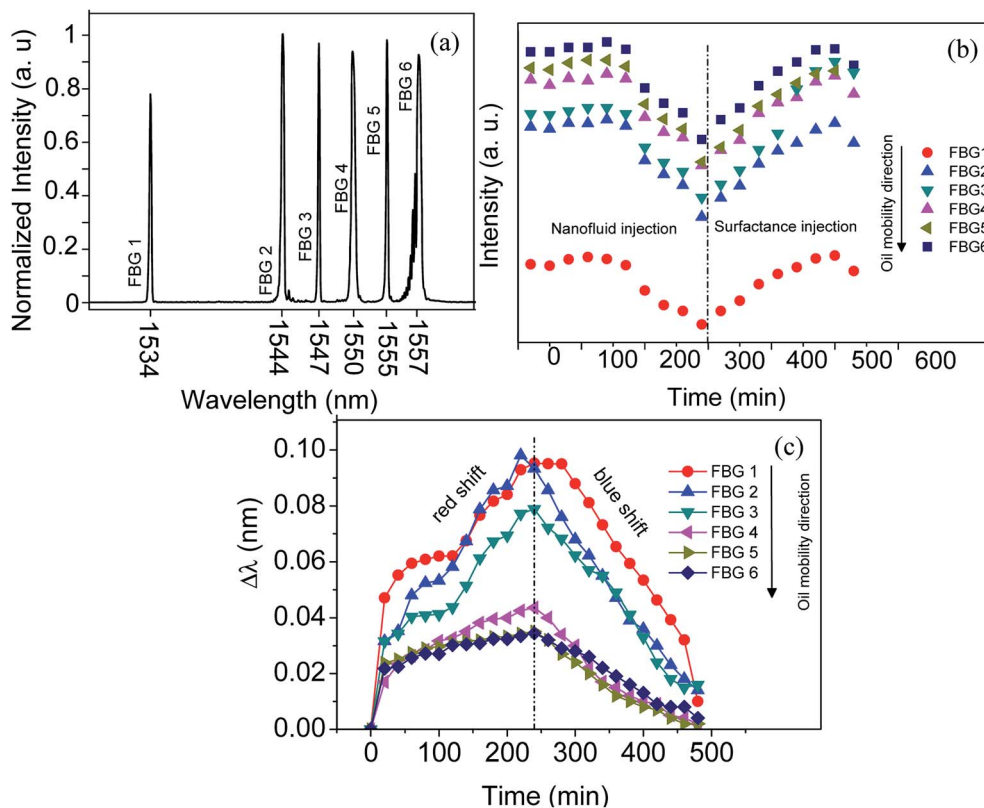 (a)
Normalized Intensity (a. u)
1
0.8
0.6
0.4
0.2
0
FBG 1
FBG 2
FBG 3
FBG 4
FBG 5
FBG 6
1534
1544
1547
1550
1555
1557
Wavelength (nm)
(b)
Intensity (a. u.)
Nanofluid injection
Surfactance injection
0 100 200 300 400 500 600
Time (min)
Oil mobility direction
FBG1
FBG2
FBG3
FBG4
FBG5
FBG6
(c)
Δλ (nm)
0.10
0.08
0.06
0.04
0.02
0.00
red shift
blue shift
FBG 1
FBG 2
FBG 3
FBG 4
FBG 5
FBG 6
Oil mobility direction
0 100 200 300 400 500
Time (min)